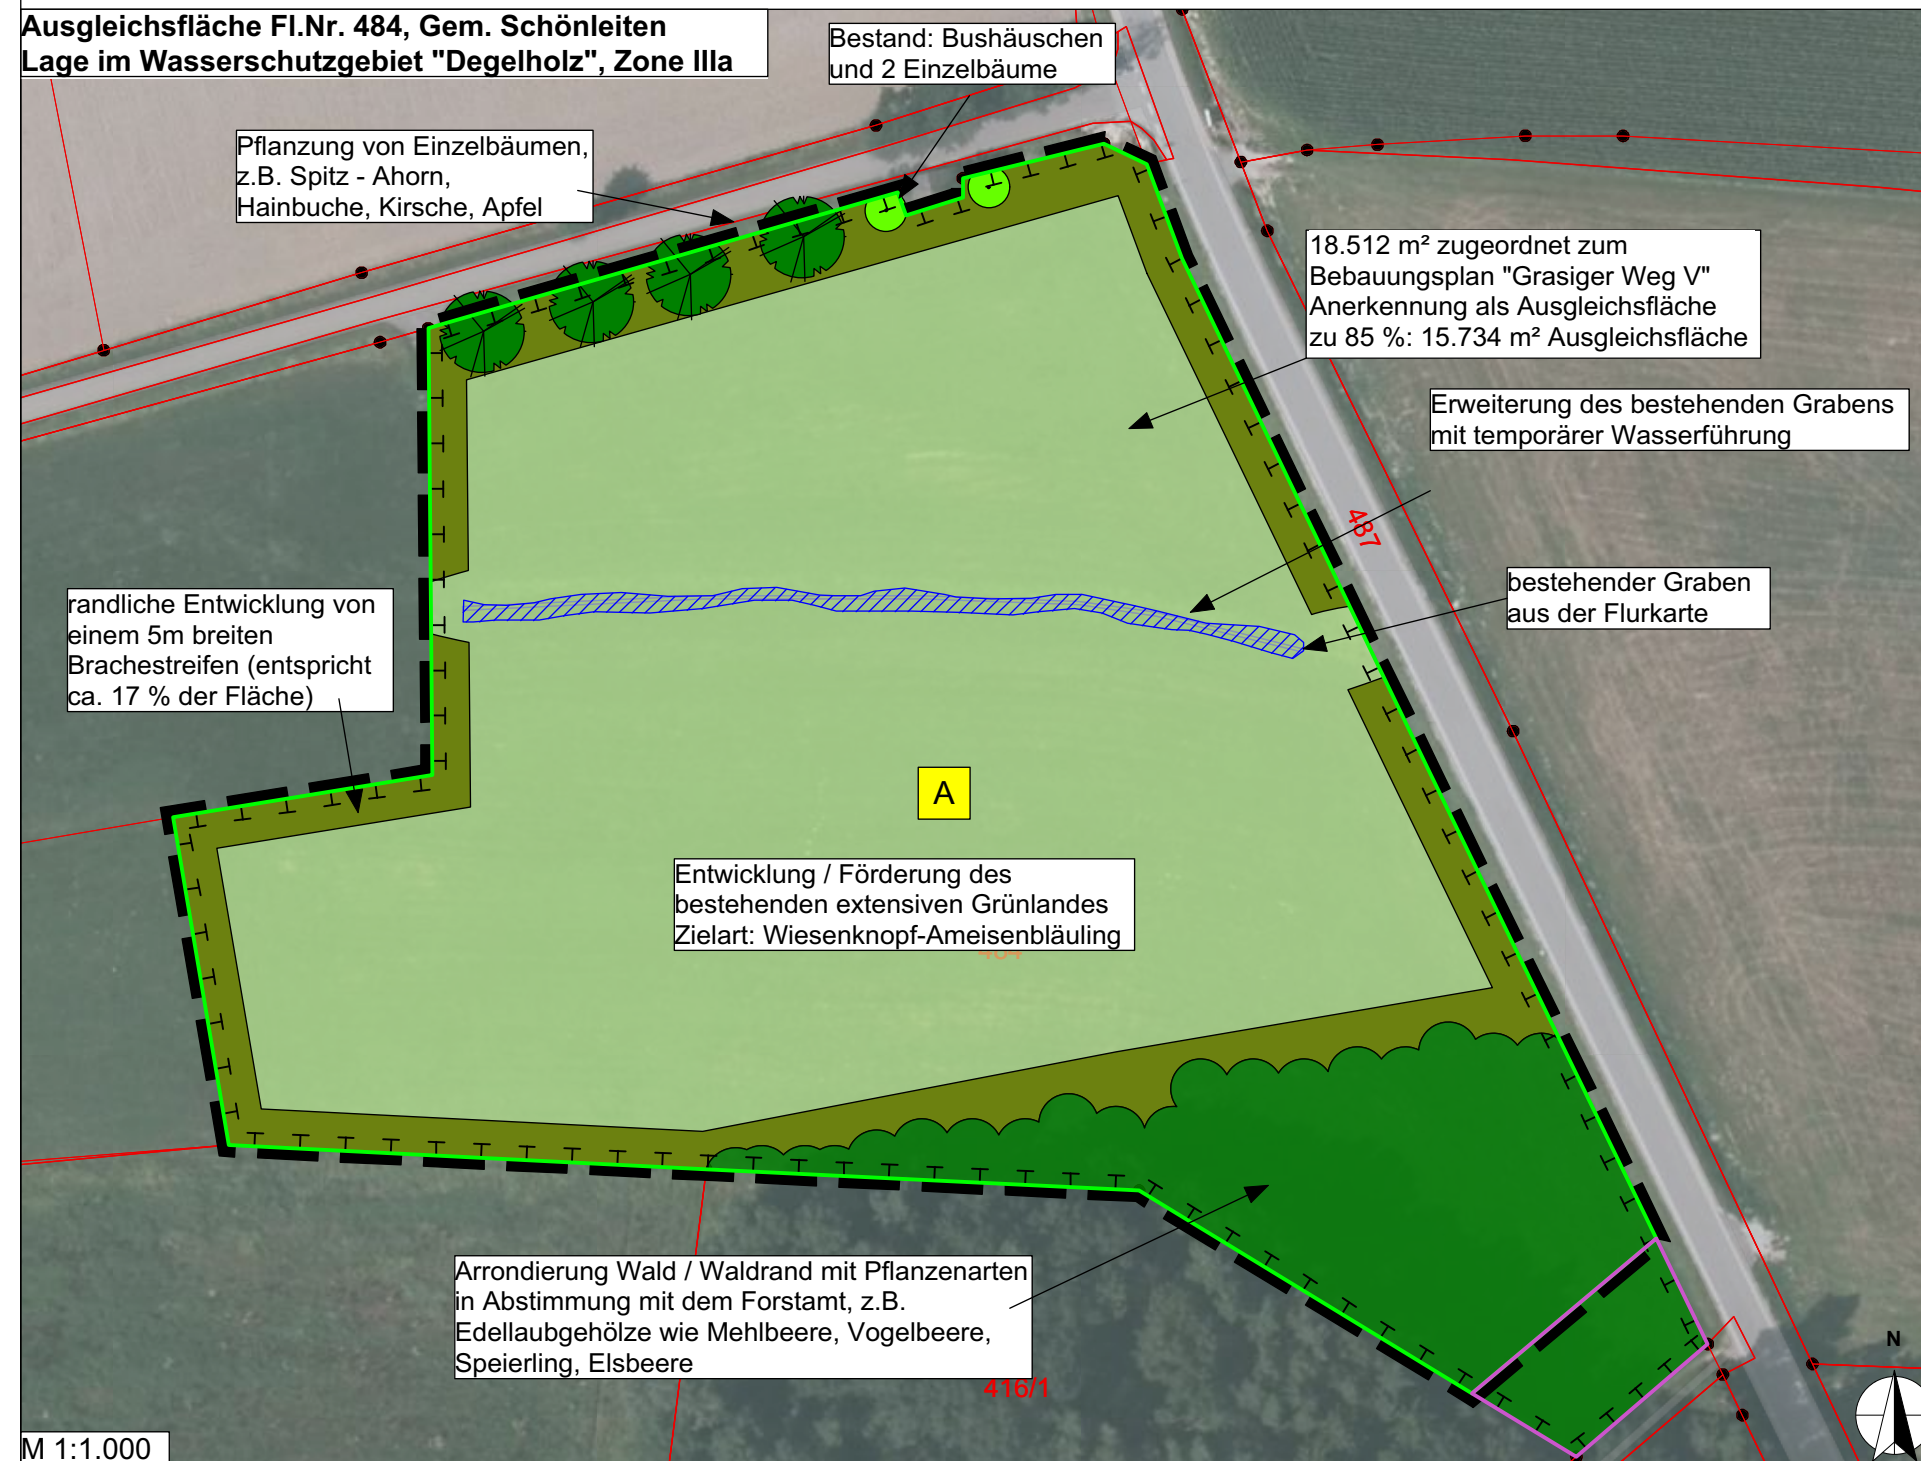 Ausgleichsfläche Fl.Nr. 484, Gem. Schönleiten
Lage im Wasserschutzgebiet "Degelholz", Zone IIIa
Bestand: Bushäuschen
und 2 Einzelbäume
Pflanzung von Einzelbäumen,
z.B. Spitz - Ahorn,
Hainbuche, Kirsche, Apfel
18.512 m² zugeordnet zum
Bebauungsplan "Grasiger Weg V"
Anerkennung als Ausgleichsfläche
zu 85 %: 15.734 m² Ausgleichsfläche
Erweiterung des bestehenden Grabens
mit temporärer Wasserführung
487
bestehender Graben
aus der Flurkarte
randliche Entwicklung von
einem 5m breiten
Brachestreifen (entspricht
ca. 17 % der Fläche)
A
Entwicklung / Förderung des
bestehenden extensiven Grünlandes
Zielart: Wiesenknopf-Ameisenbläuling
484
Arrondierung Wald / Waldrand mit Pflanzenarten
in Abstimmung mit dem Forstamt, z.B.
Edellaubgehölze wie Mehlbeere, Vogelbeere,
Speierling, Elsbeere
416/1
N
M 1:1.000